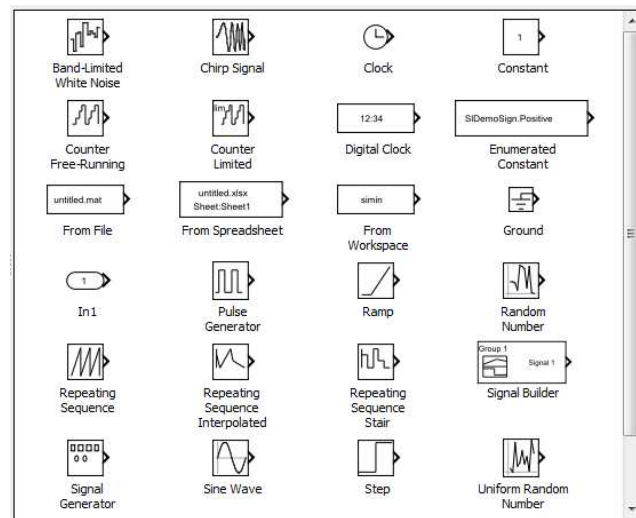 Band-Limited
White Noise
Chirp Signal
Clock
1
Constant
Counter
Free-Running
lim
Counter
Limited
12:34
Digital Clock
SlDemoSign.Positive
Enumerated
Constant
untitled.mat
From File
untitled.xlsx
Sheet:Sheet1
From Spreadsheet
simin
From
Workspace
Ground
1
In1
Pulse
Generator
Ramp
Random
Number
Repeating
Sequence
Repeating
Sequence
Interpolated
Repeating
Sequence
Stair
Group 1
Signal 1
Signal Builder
Signal
Generator
Sine Wave
Step
Uniform Random
Number